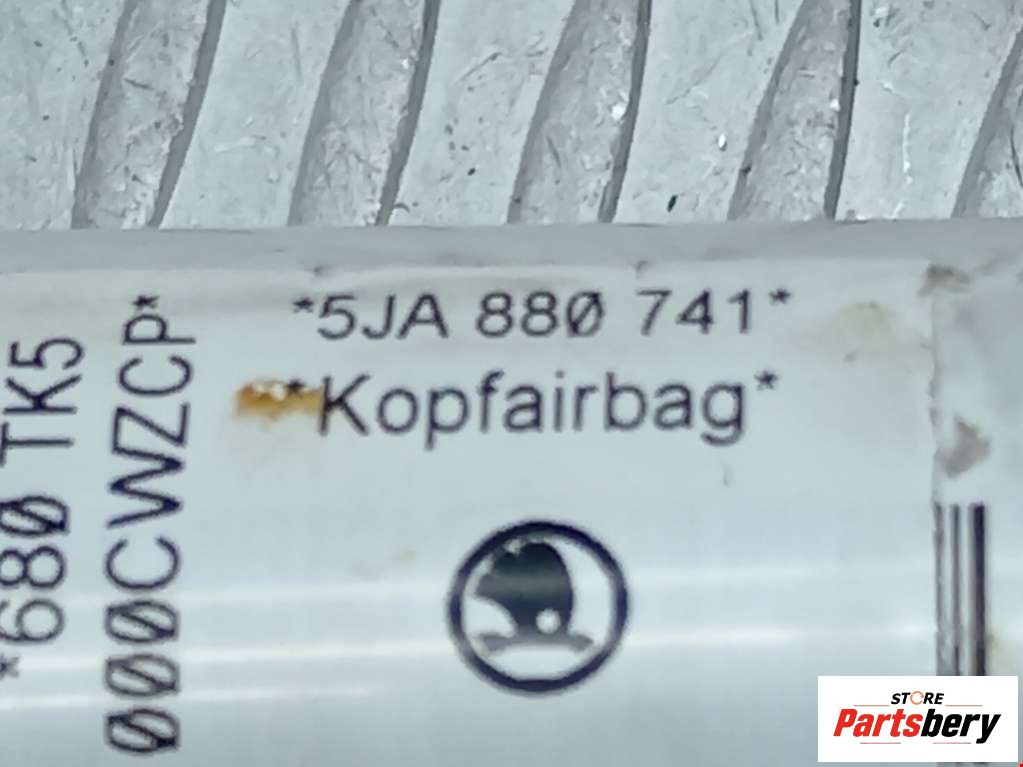 *5JA 880 741*
*Kopfairbag*
*680 TK5
000CWZCP*
STORE
Partsbery